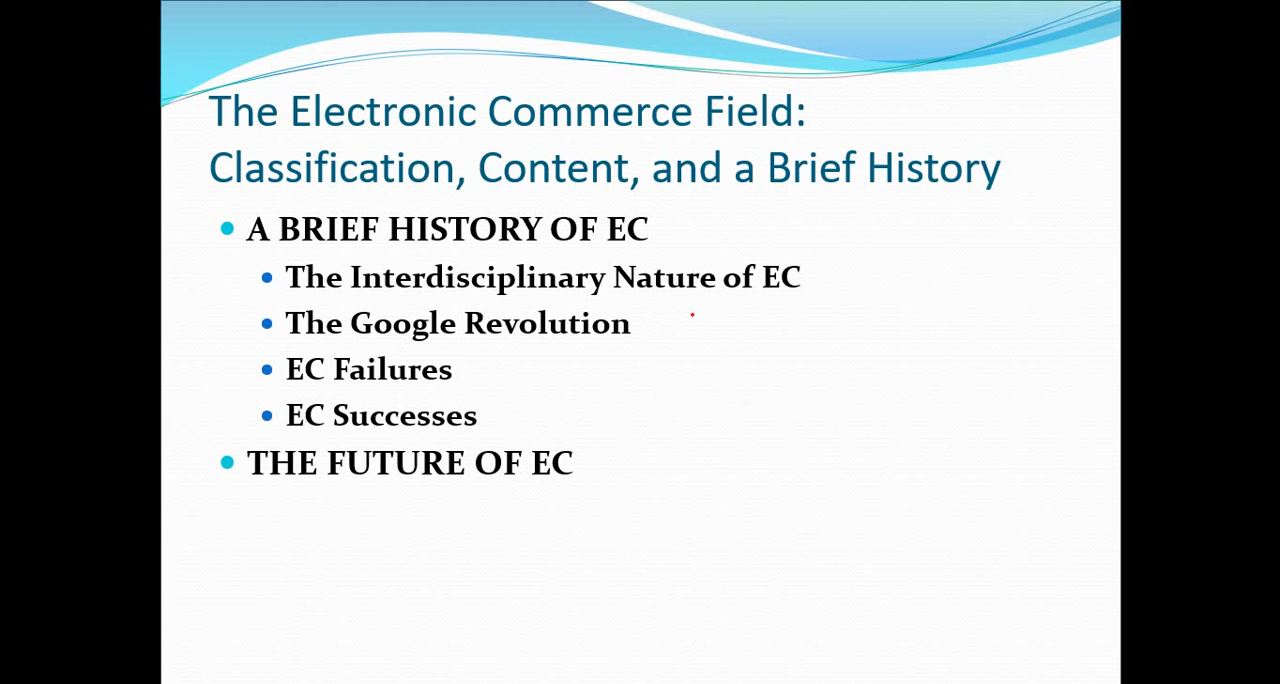 The Electronic Commerce Field:
Classification, Content, and a Brief History
A BRIEF HISTORY OF EC
The Interdisciplinary Nature of EC
The Google Revolution
EC Failures
EC Successes
THE FUTURE OF EC